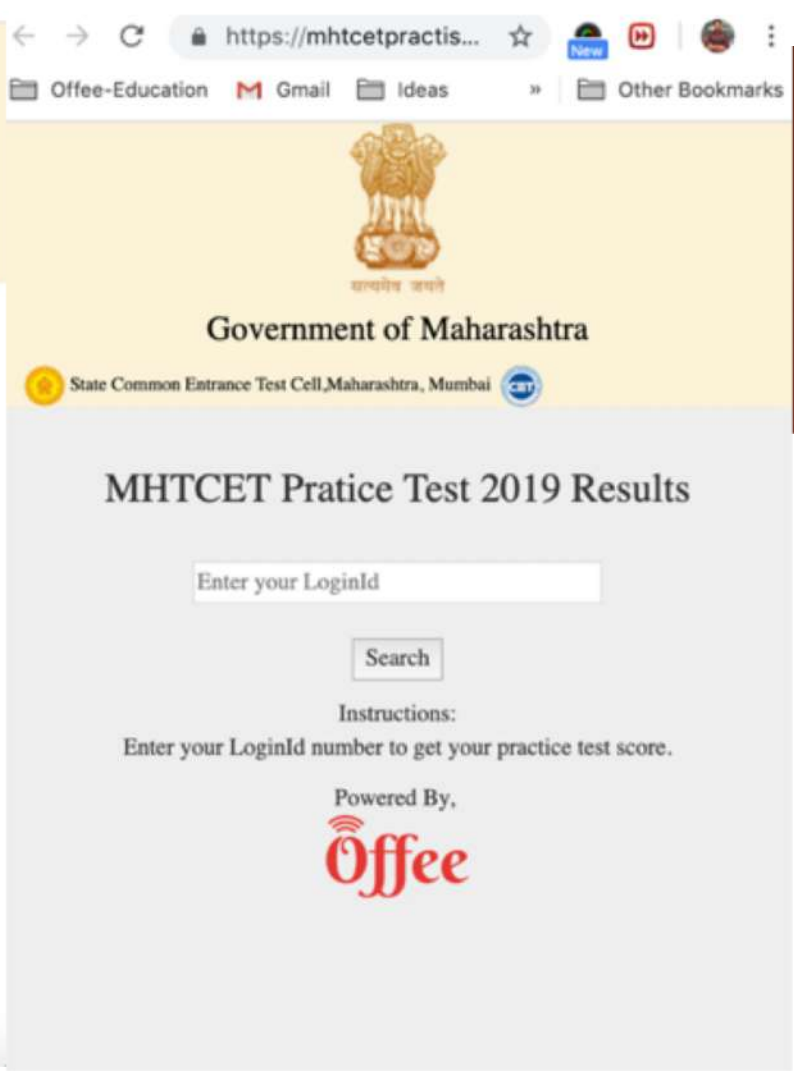 https://mhtcetpractis...
New
Offee-Education Gmail Ideas » Other Bookmarks
सत्यमेव जयते
Government of Maharashtra
State Common Entrance Test Cell,Maharashtra, Mumbai CET
MHTCET Pratice Test 2019 Results
Enter your LoginId
Search
Instructions:
Enter your LoginId number to get your practice test score.
Powered By,
Offee